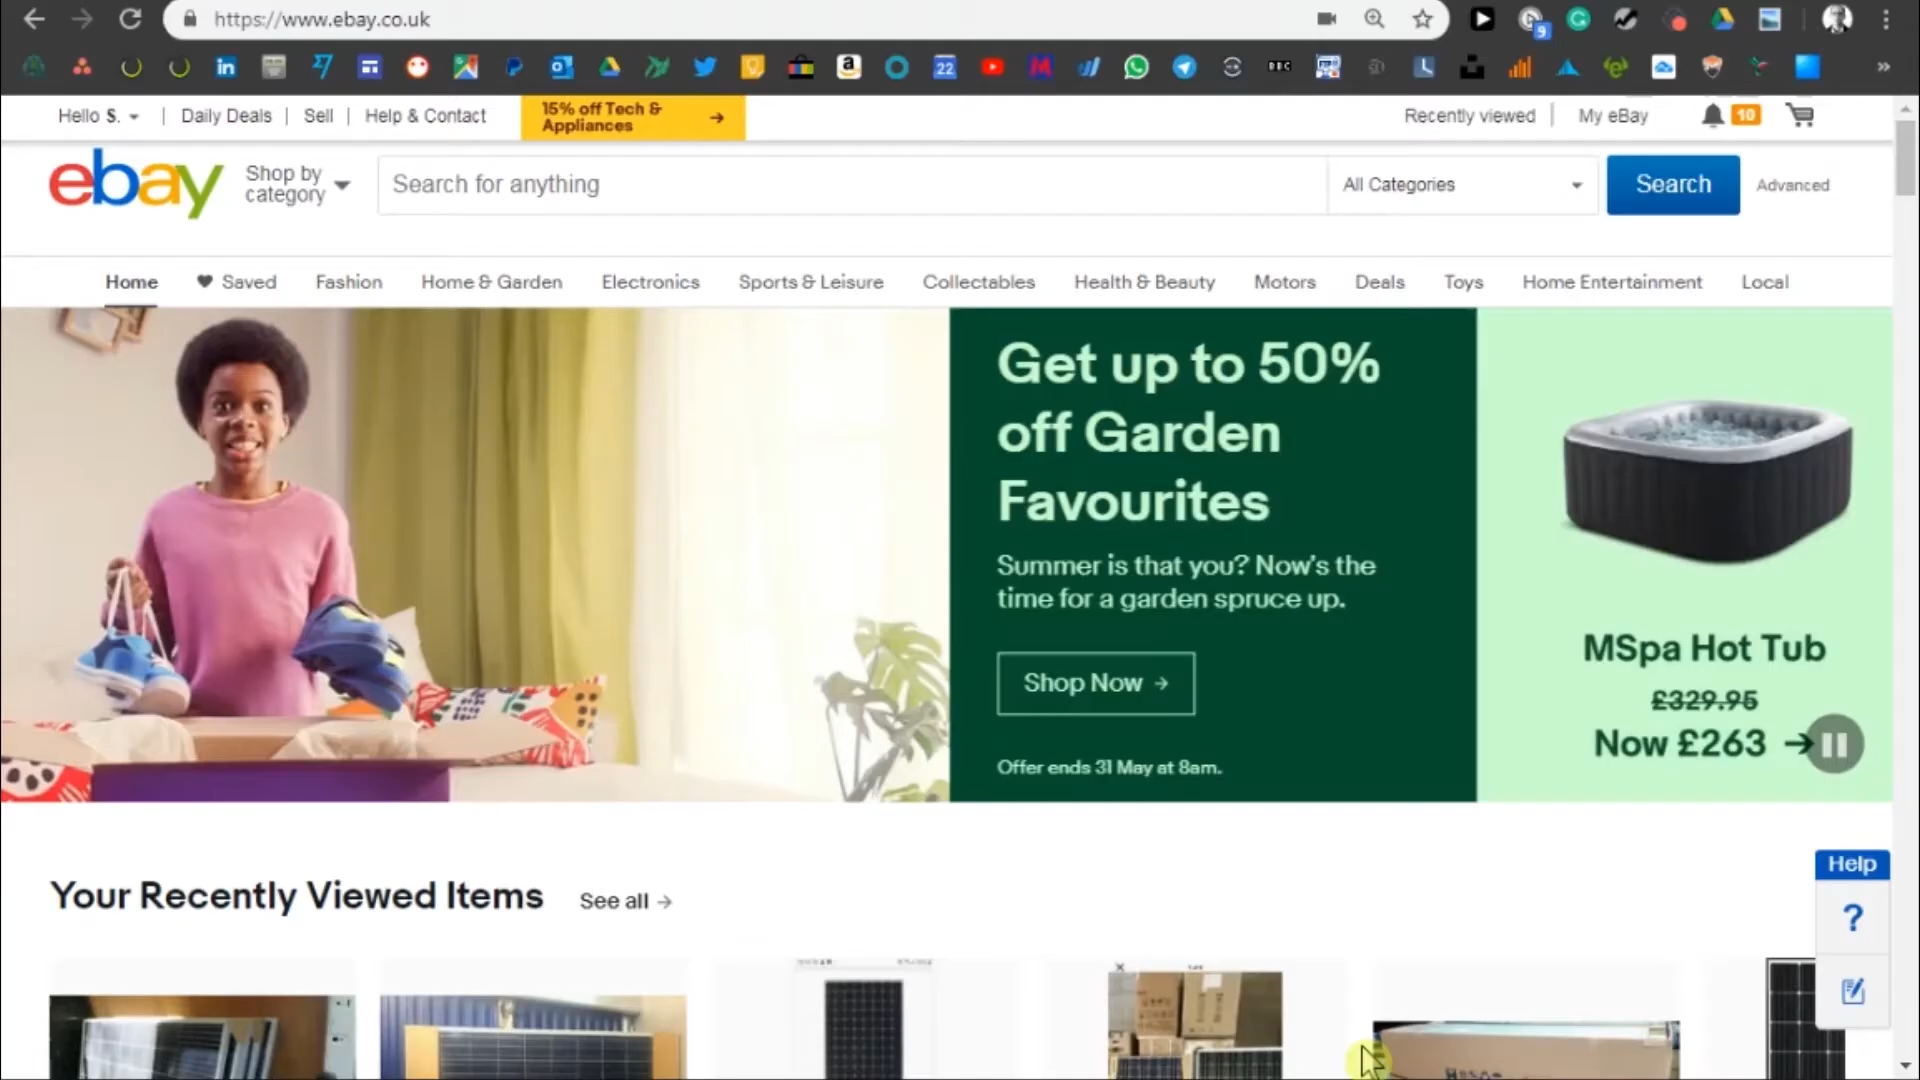 https://www.ebay.co.uk
9
22
BBC
Hello S.
Daily Deals
Sell
Help & Contact
15% off Tech &
Appliances →
Recently viewed
My eBay
10
ebay
Shop by
category
Search for anything
All Categories
Search
Advanced
Home
Saved
Fashion
Home & Garden
Electronics
Sports & Leisure
Collectables
Health & Beauty
Motors
Deals
Toys
Home Entertainment
Local
Get up to 50%
off Garden
Favourites
Summer is that you? Now's the
time for a garden spruce up.
Shop Now →
Offer ends 31 May at 8am.
MSpa Hot Tub
£329.95
Now £263 →
Help
?
Your Recently Viewed Items
See all →